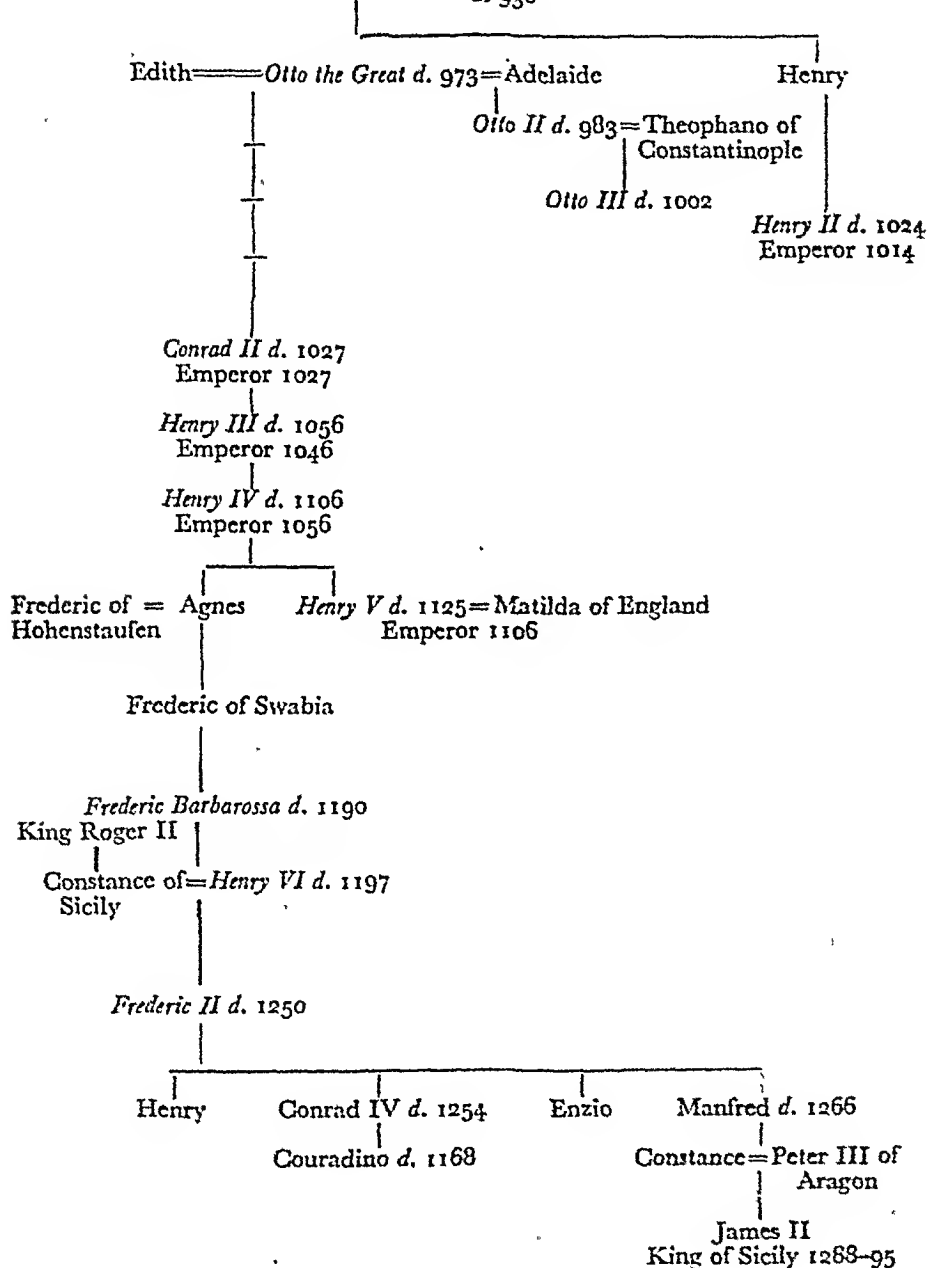 d. 936
Edith══Otto the Great d. 973=Adelaide
Henry
Otto II d. 983=Theophano of
Constantinople
Otto III d. 1002
Henry II d. 1024
Emperor 1014
Conrad II d. 1027
Emperor 1027
Henry III d. 1056
Emperor 1046
Henry IV d. 1106
Emperor 1056
Frederic of = Agnes
Hohenstaufen
Henry V d. 1125=Matilda of England
Emperor 1106
Frederic of Swabia
Frederic Barbarossa d. 1190
King Roger II
Constance of=Henry VI d. 1197
Sicily
Frederic II d. 1250
Henry
Conrad IV d. 1254
Enzio
Manfred d. 1266
Couradino d. 1168
Constance=Peter III of
Aragon
James II
King of Sicily 1288–95